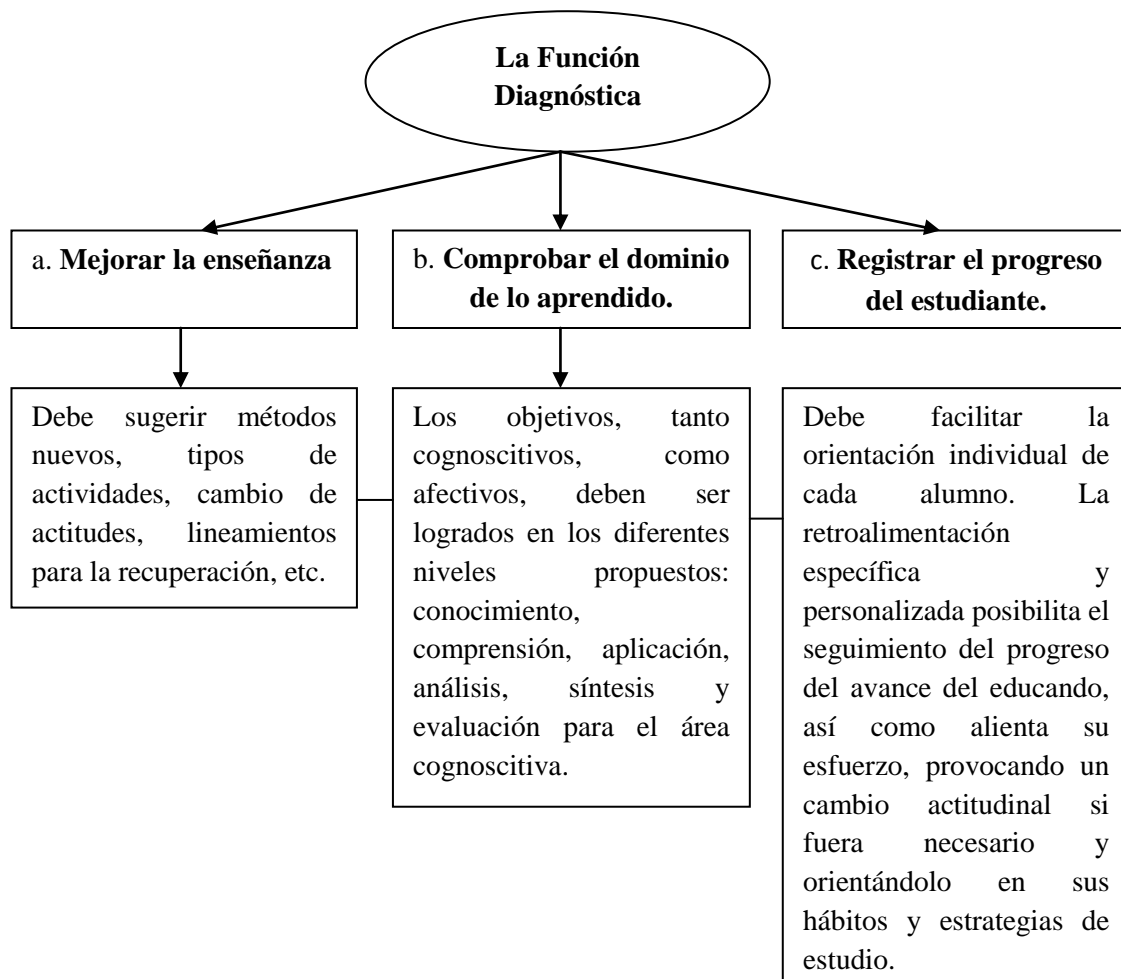 La Función
Diagnóstica
a. Mejorar la enseñanza
b. Comprobar el dominio
de lo aprendido.
c. Registrar el progreso
del estudiante.
Debe sugerir métodos
nuevos, tipos de
actividades, cambio de
actitudes, lineamientos
para la recuperación, etc.
Los objetivos, tanto
cognoscitivos, como
afectivos, deben ser
logrados en los diferentes
niveles propuestos:
conocimiento,
comprensión, aplicación,
análisis, síntesis y
evaluación para el área
cognoscitiva.
Debe facilitar la
orientación individual de
cada alumno. La
retroalimentación
específica y
personalizada posibilita el
seguimiento del progreso
del avance del educando,
así como alienta su
esfuerzo, provocando un
cambio actitudinal si
fuera necesario y
orientándolo en sus
hábitos y estrategias de
estudio.